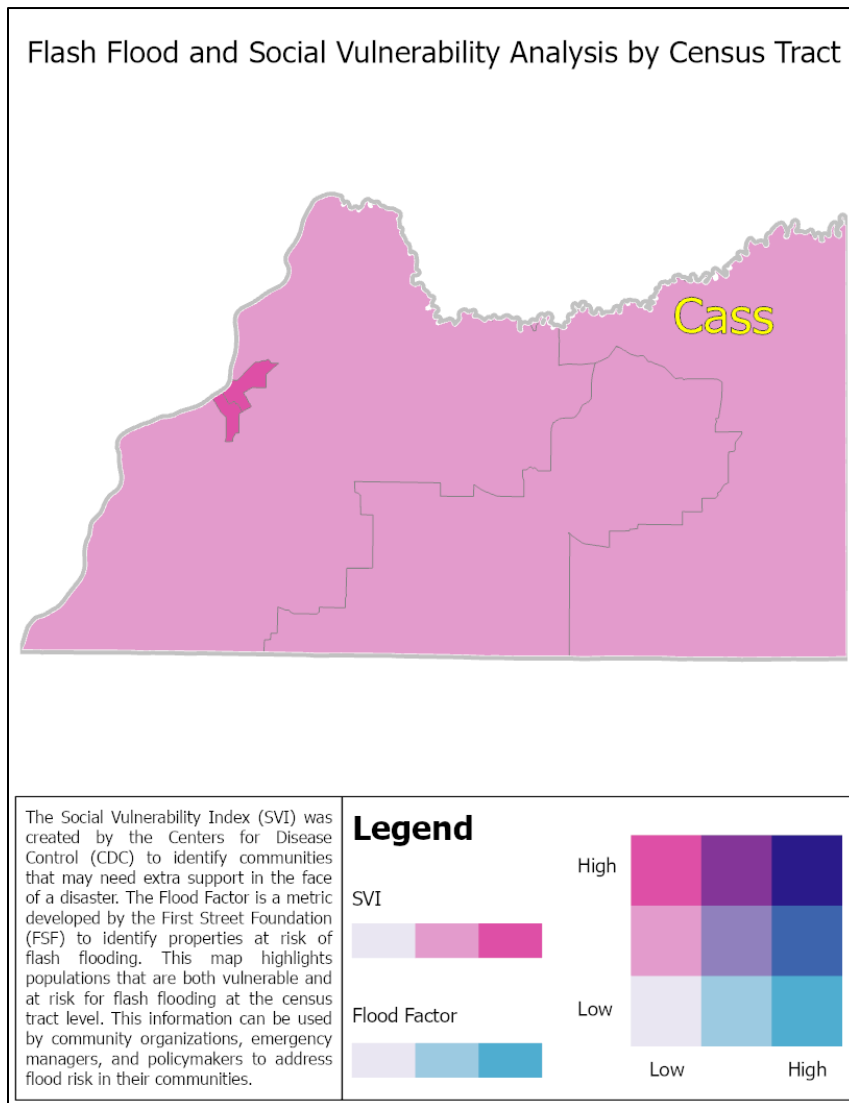 Flash Flood and Social Vulnerability Analysis by Census Tract
Cass
The Social Vulnerability Index (SVI) was
created by the Centers for Disease
Control (CDC) to identify communities
that may need extra support in the face
of a disaster. The Flood Factor is a metric
developed by the First Street Foundation
(FSF) to identify properties at risk of
flash flooding. This map highlights
populations that are both vulnerable and
at risk for flash flooding at the census
tract level. This information can be used
by community organizations, emergency
managers, and policymakers to address
flood risk in their communities.
Legend
SVI
Flood Factor
High
Low
Low
High